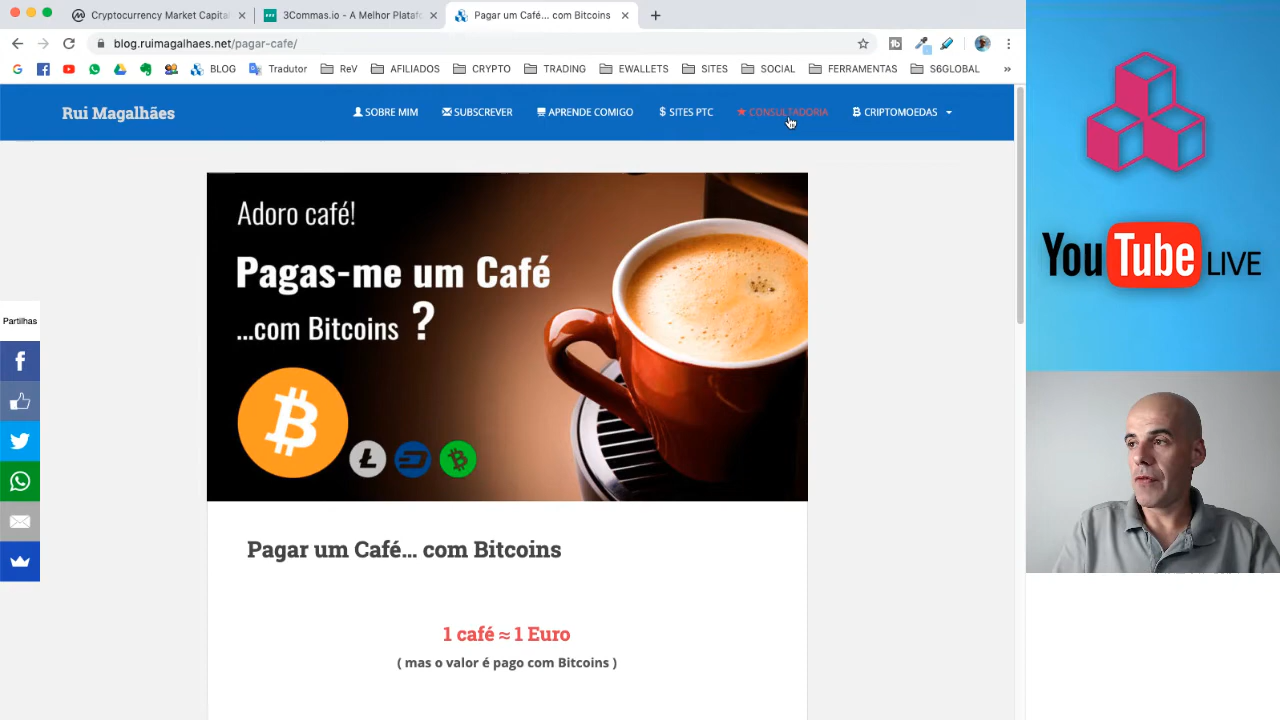 Cryptocurrency Market Capital
3Commas.io - A Melhor Plataf
Pagar um Café… com Bitcoins
blog.ruimagalhaes.net/pagar-cafe/
BLOG
Tradutor
ReV
AFILIADOS
CRYPTO
TRADING
EWALLETS
SITES
SOCIAL
FERRAMENTAS
S6GLOBAL
Rui Magalhães
SOBRE MIM
SUBSCREVER
APRENDE COMIGO
$ SITES PTC
CONSULTADORIA
CRIPTOMOEDAS
Adoro café!
Pagas-me um Café
...com Bitcoins ?
Partilhas
Pagar um Café… com Bitcoins
1 café ≈ 1 Euro
( mas o valor é pago com Bitcoins )
YouTube LIVE